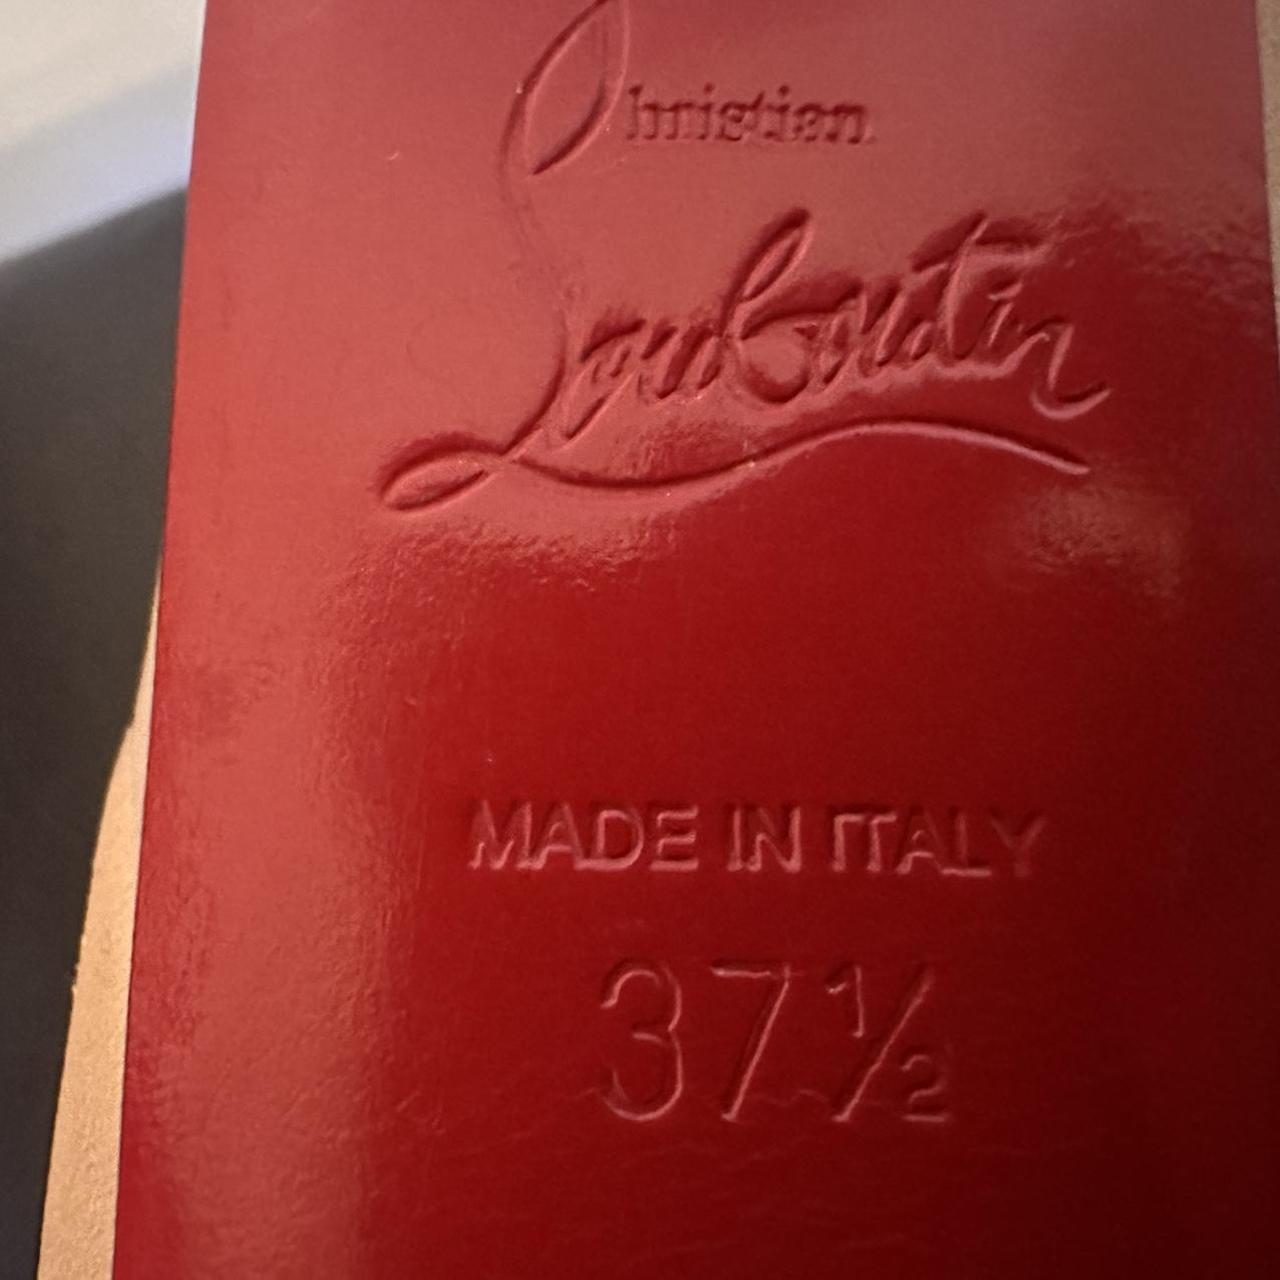 Christian
Louboutin
MADE IN ITALY
37½